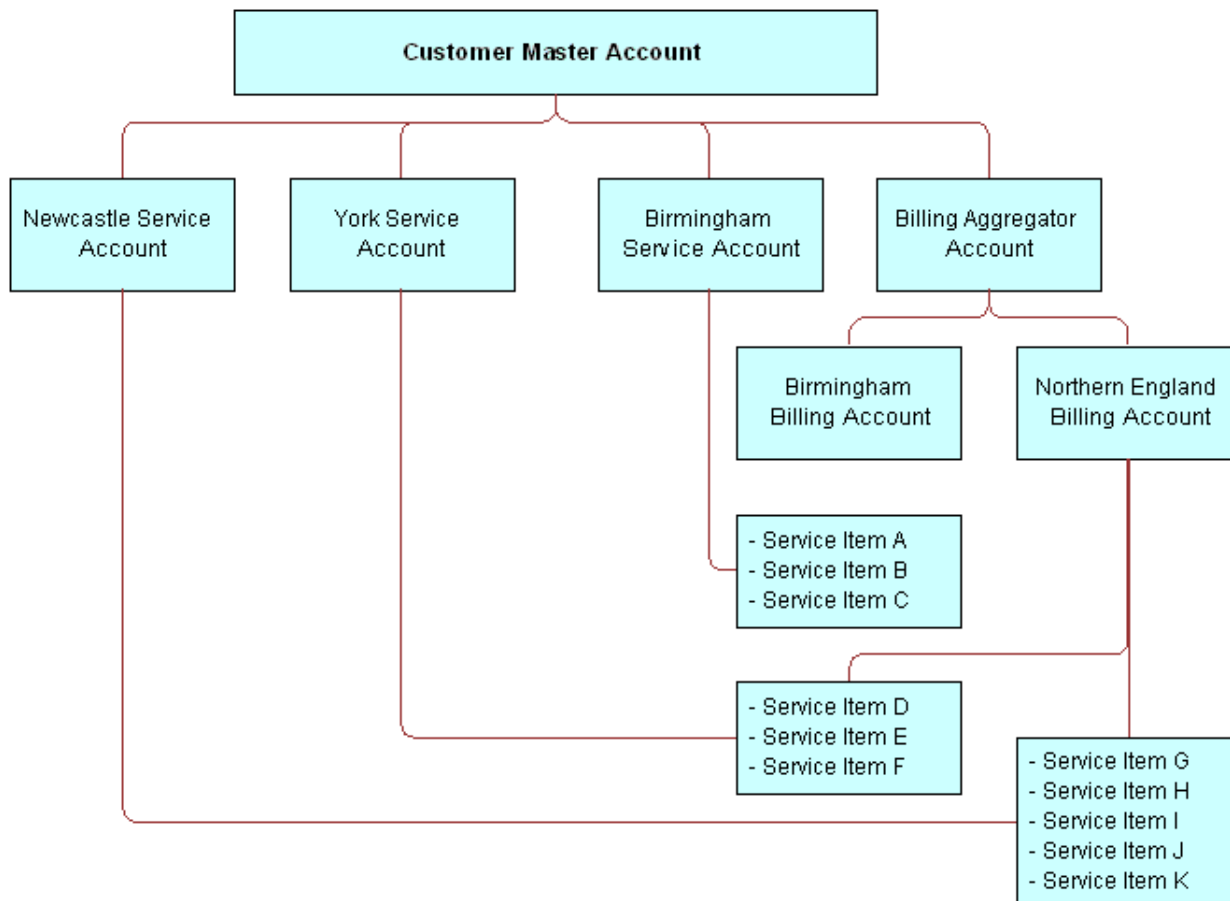 Customer Master Account
Newcastle Service
Account
York Service
Account
Birmingham
Service Account
Billing Aggregator
Account
Birmingham
Billing Account
Northern England
Billing Account
- Service Item A
- Service Item B
- Service Item C
- Service Item D
- Service Item E
- Service Item F
- Service Item G
- Service Item H
- Service Item I
- Service Item J
- Service Item K